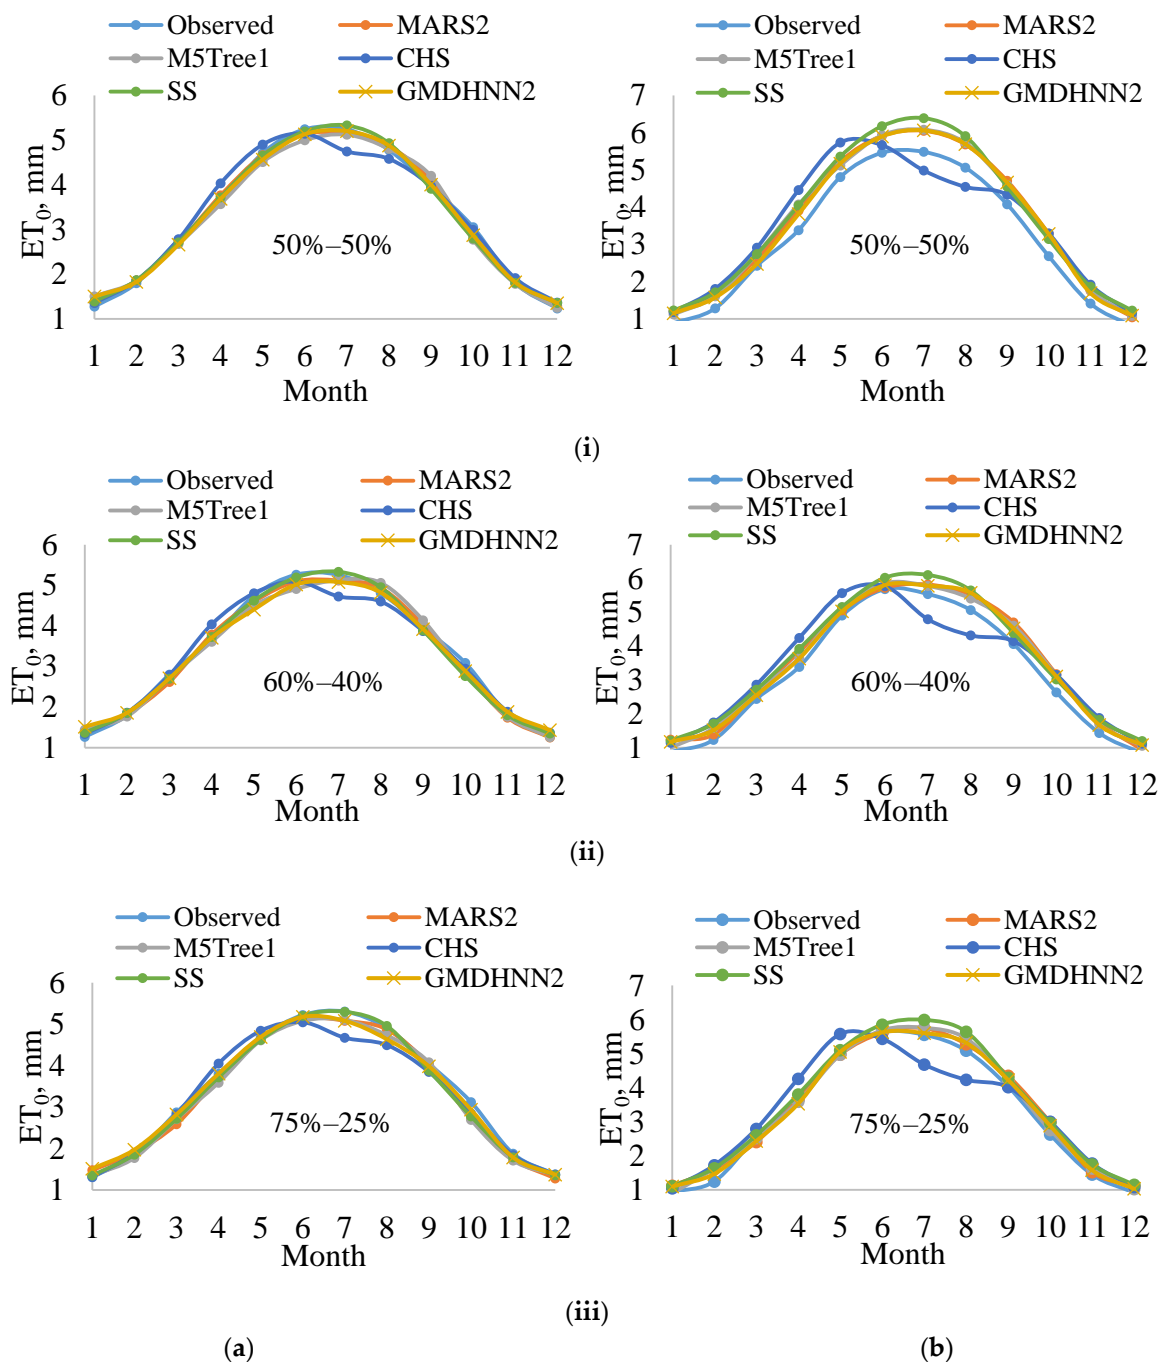 Observed MARS2
M5Tree1 CHS
SS GMDHNN2
6
5
4
3
2
1
ET0, mm
50%–50%
1 2 3 4 5 6 7 8 9 10 11 12
Month
Observed MARS2
M5Tree1 CHS
SS GMDHNN2
7
6
5
4
3
2
1
ET0, mm
50%–50%
1 2 3 4 5 6 7 8 9 10 11 12
Month
(i)
Observed MARS2
M5Tree1 CHS
SS GMDHNN2
6
5
4
3
2
1
ET0, mm
60%–40%
1 2 3 4 5 6 7 8 9 10 11 12
Month
Observed MARS2
M5Tree1 CHS
SS GMDHNN2
7
6
5
4
3
2
1
ET0, mm
60%–40%
1 2 3 4 5 6 7 8 9 10 11 12
Month
(ii)
Observed MARS2
M5Tree1 CHS
SS GMDHNN2
6
5
4
3
2
1
ET0, mm
75%–25%
1 2 3 4 5 6 7 8 9 10 11 12
Month
Observed MARS2
M5Tree1 CHS
SS GMDHNN2
7
6
5
4
3
2
1
ET0, mm
75%–25%
1 2 3 4 5 6 7 8 9 10 11 12
Month
(iii)
(a) (b)